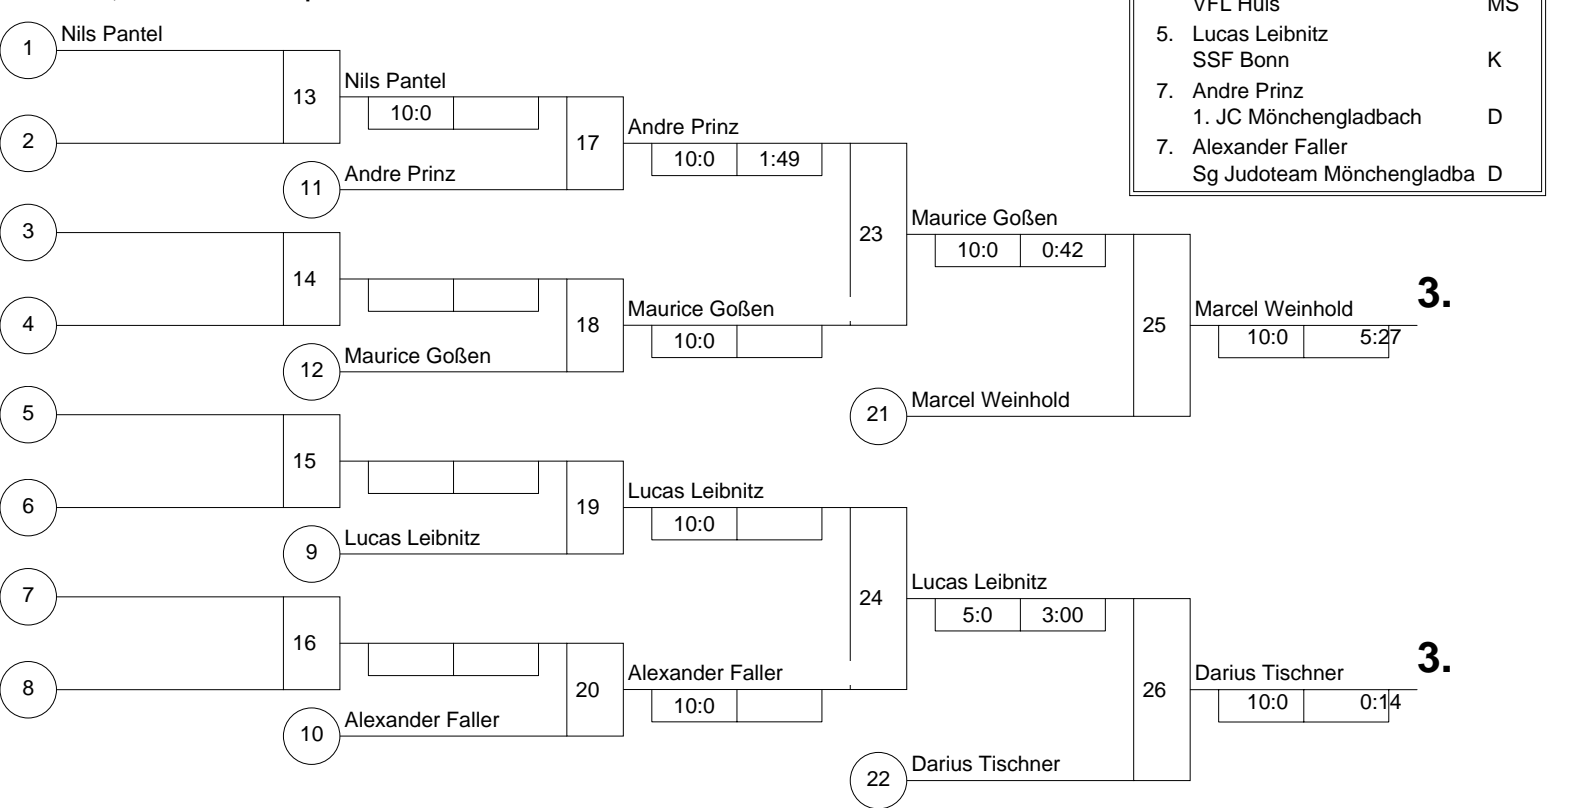 VFL Hüls MS
5. Lucas Leibnitz
SSF Bonn K
7. Andre Prinz
1. JC Mönchengladbach D
7. Alexander Faller
Sg Judoteam Mönchengladba D
1 Nils Pantel
13
Nils Pantel
10:0
2
17
Andre Prinz
10:0 1:49
11 Andre Prinz
3
23
Maurice Goßen
10:0 0:42
14
4
18
Maurice Goßen
10:0
12 Maurice Goßen
25
Marcel Weinhold
3.
10:0 5:27
5
21 Marcel Weinhold
15
6
19
Lucas Leibnitz
10:0
9 Lucas Leibnitz
7
24
Lucas Leibnitz
5:0 3:00
16
8
20
Alexander Faller
10:0
10 Alexander Faller
26
Darius Tischner
3.
10:0 0:14
22 Darius Tischner